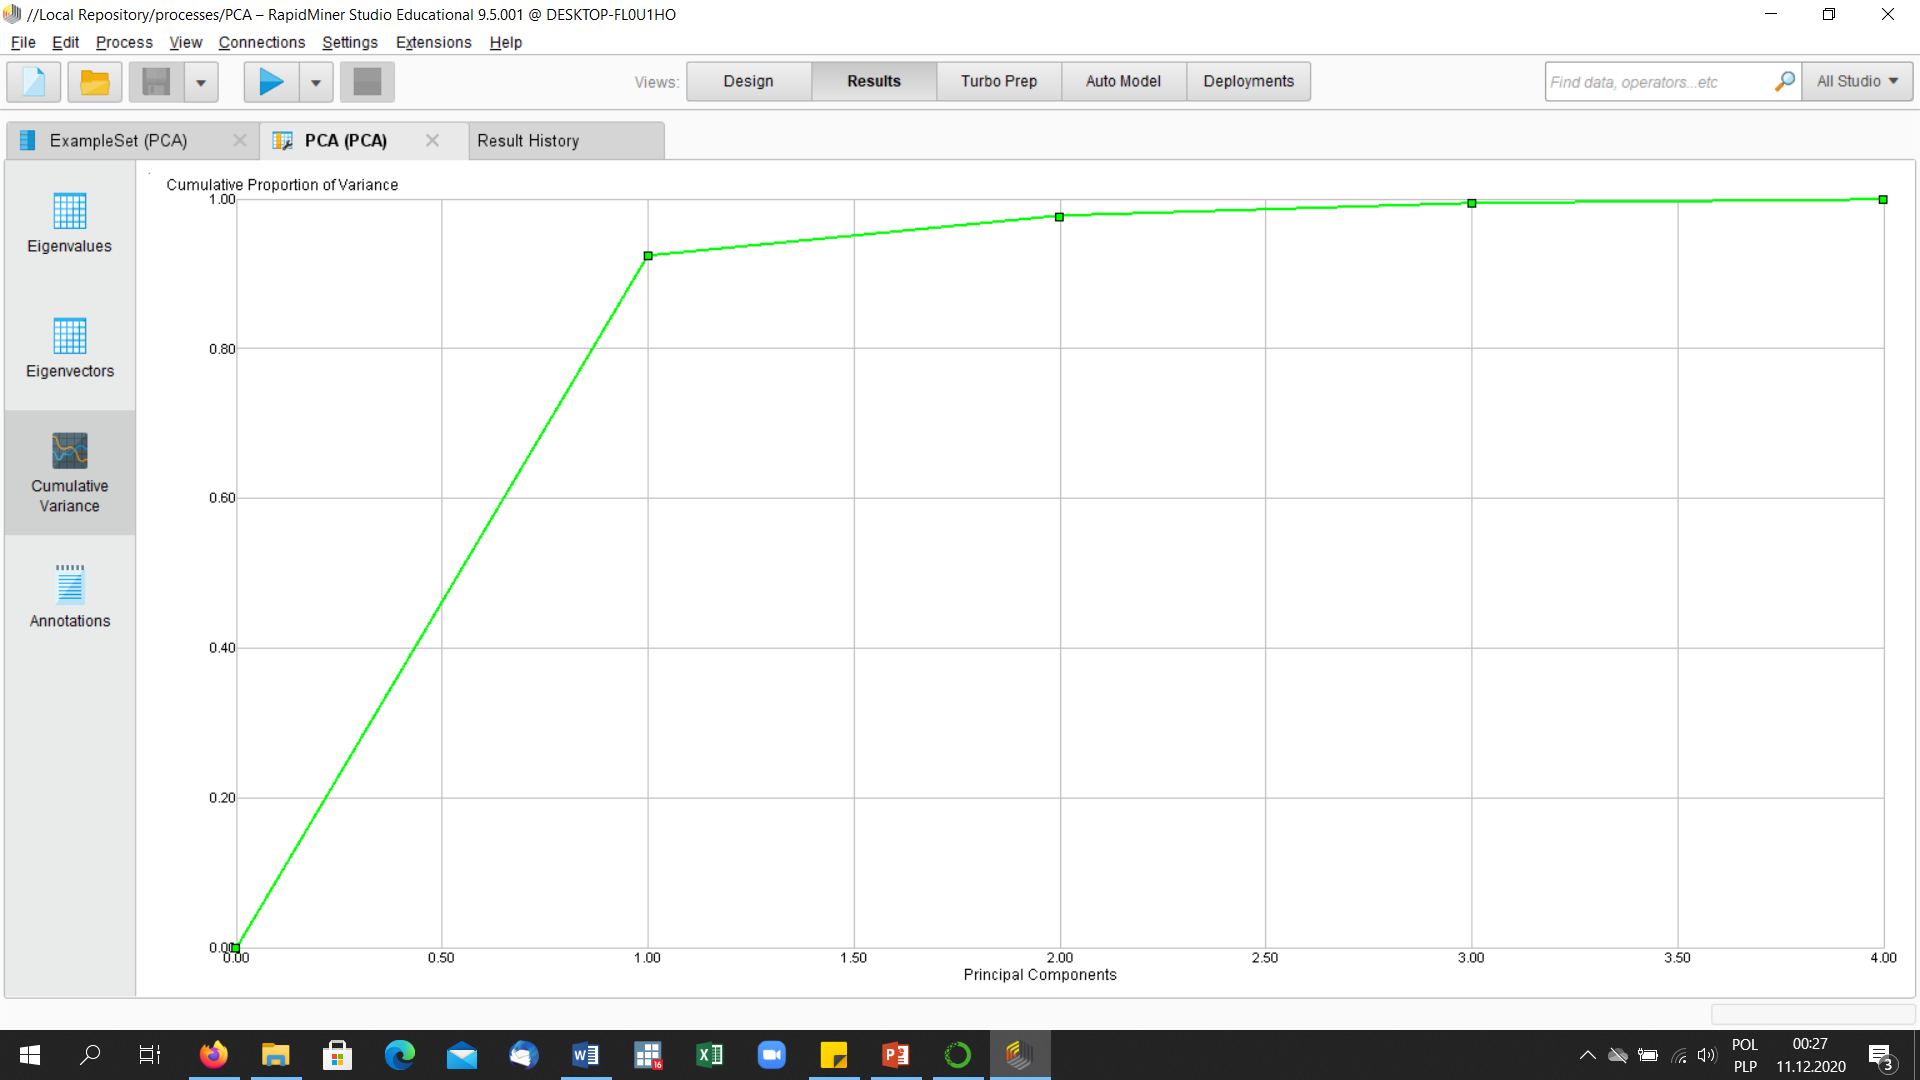 //Local Repository/processes/PCA – RapidMiner Studio Educational 9.5.001 @ DESKTOP-FL0U1HO
File Edit Process View Connections Settings Extensions Help
Views: Design Results Turbo Prep Auto Model Deployments
Find data, operators...etc
All Studio
ExampleSet (PCA)
PCA (PCA)
Result History
Eigenvalues
Eigenvectors
Cumulative
Variance
Annotations
Cumulative Proportion of Variance
1.00
0.80
0.60
0.40
0.20
0.00
0.00 0.50 1.00 1.50 2.00 2.50 3.00 3.50 4.00
Principal Components
16
POL
PLP
00:27
11.12.2020
3